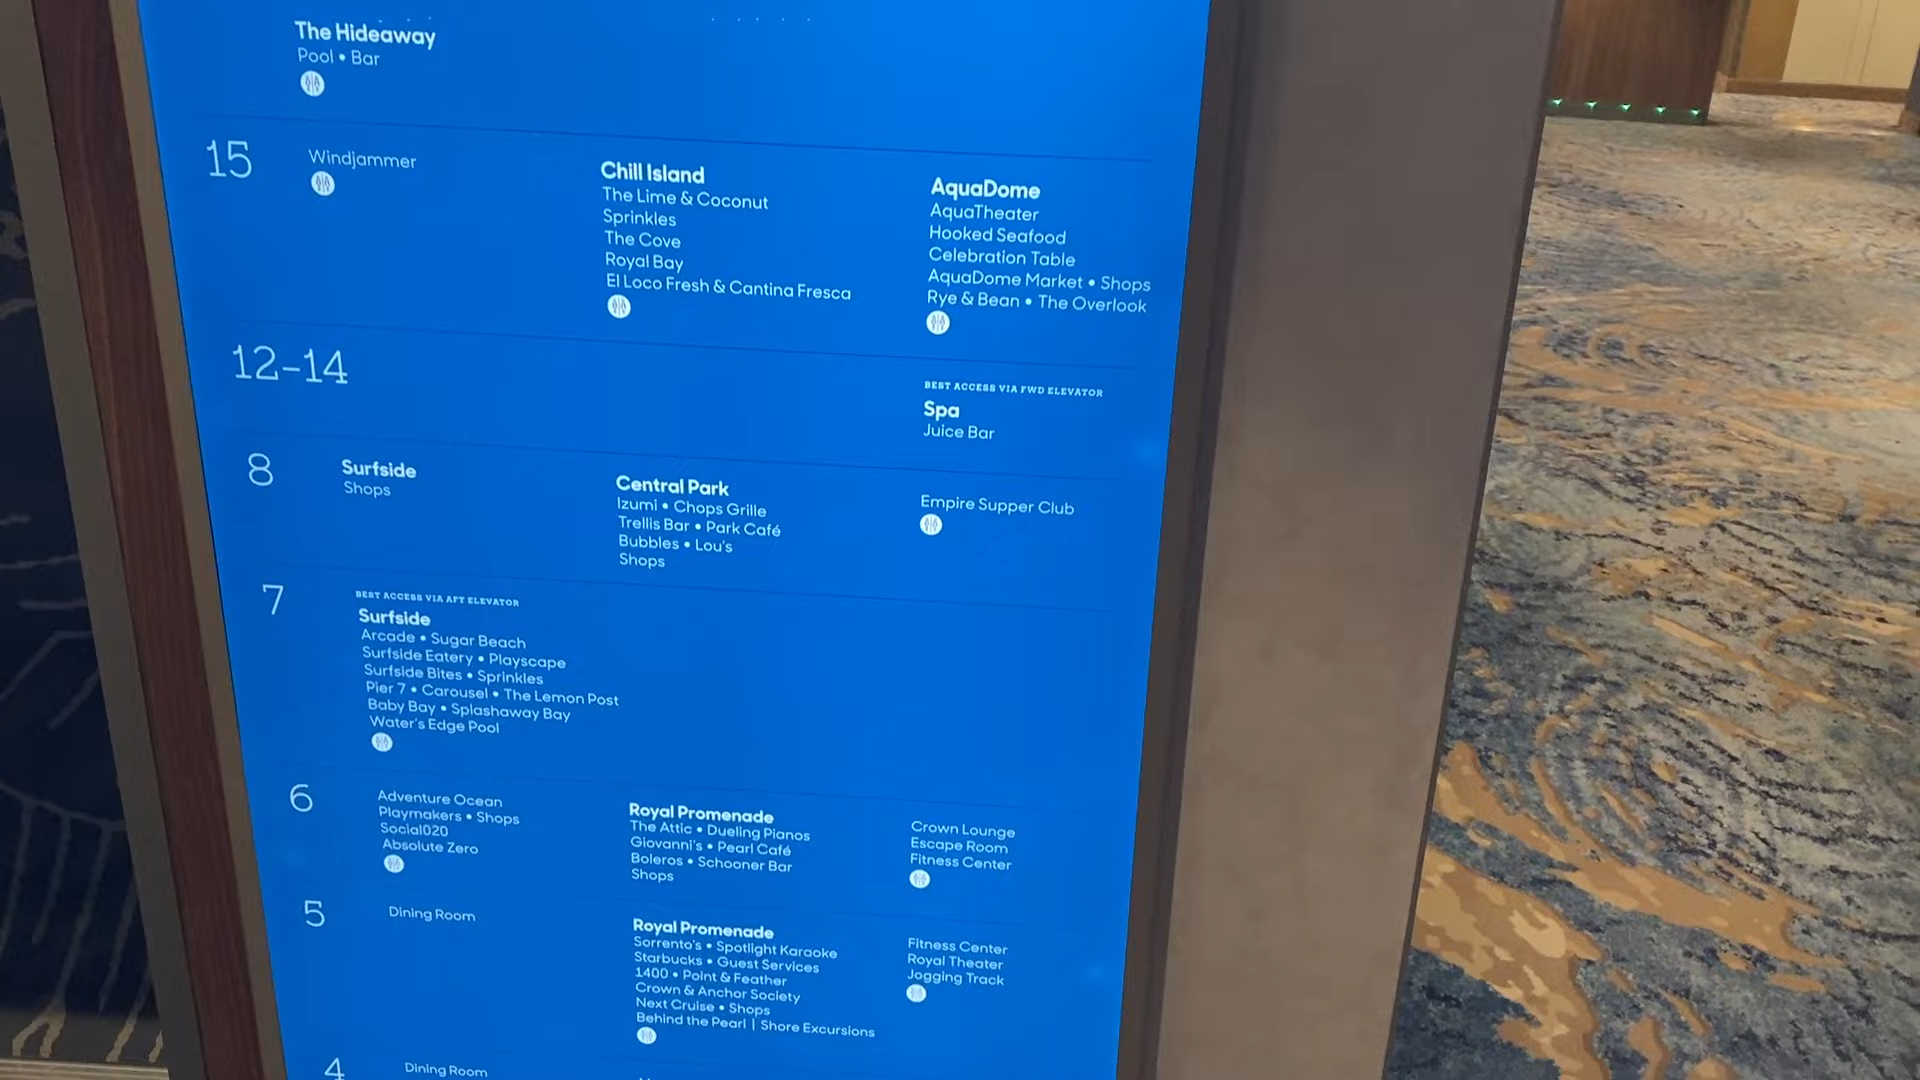 The Hideaway
Pool • Bar
15
Windjammer
Chill Island
The Lime & Coconut
Sprinkles
The Cove
Royal Bay
El Loco Fresh & Cantina Fresca
AquaDome
AquaTheater
Hooked Seafood
Celebration Table
AquaDome Market • Shops
Rye & Bean • The Overlook
12-14
BEST ACCESS VIA FWD ELEVATOR
Spa
Juice Bar
8
Surfside
Shops
Central Park
Izumi • Chops Grille
Trellis Bar • Park Café
Bubbles • Lou's
Shops
Empire Supper Club
7
BEST ACCESS VIA AFT ELEVATOR
Surfside
Arcade • Sugar Beach
Surfside Eatery • Playscape
Surfside Bites • Sprinkles
Pier 7 • Carousel • The Lemon Post
Baby Bay • Splashaway Bay
Water's Edge Pool
6
Adventure Ocean
Playmakers • Shops
Social020
Absolute Zero
Royal Promenade
The Attic • Dueling Pianos
Giovanni's • Pearl Café
Boleros • Schooner Bar
Shops
Crown Lounge
Escape Room
Fitness Center
5
Dining Room
Royal Promenade
Sorrento's • Spotlight Karaoke
Starbucks • Guest Services
1400 • Point & Feather
Crown & Anchor Society
Next Cruise • Shops
Behind the Pearl | Shore Excursions
Fitness Center
Royal Theater
Jogging Track
4
Dining Room